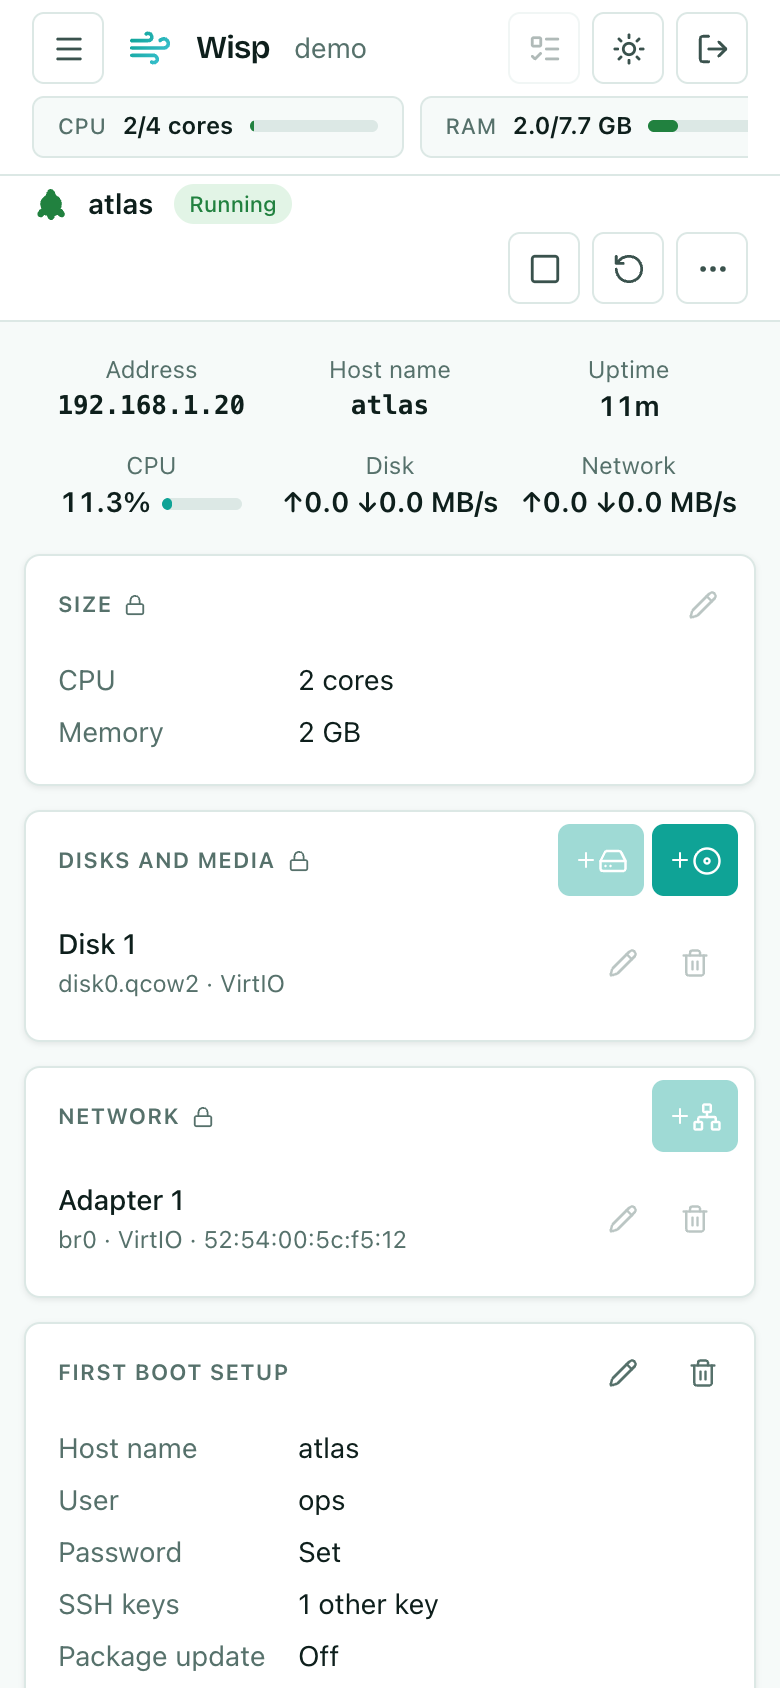 Wisp demo
CPU 2/4 cores
RAM 2.0/7.7 GB
atlas Running
Address Host name Uptime
192.168.1.20 atlas 11m
CPU Disk Network
11.3% ↑0.0 ↓0.0 MB/s ↑0.0 ↓0.0 MB/s
SIZE
CPU 2 cores
Memory 2 GB
DISKS AND MEDIA
Disk 1
disk0.qcow2 · VirtIO
NETWORK
Adapter 1
br0 · VirtIO · 52:54:00:5c:f5:12
FIRST BOOT SETUP
Host name atlas
User ops
Password Set
SSH keys 1 other key
Package update Off